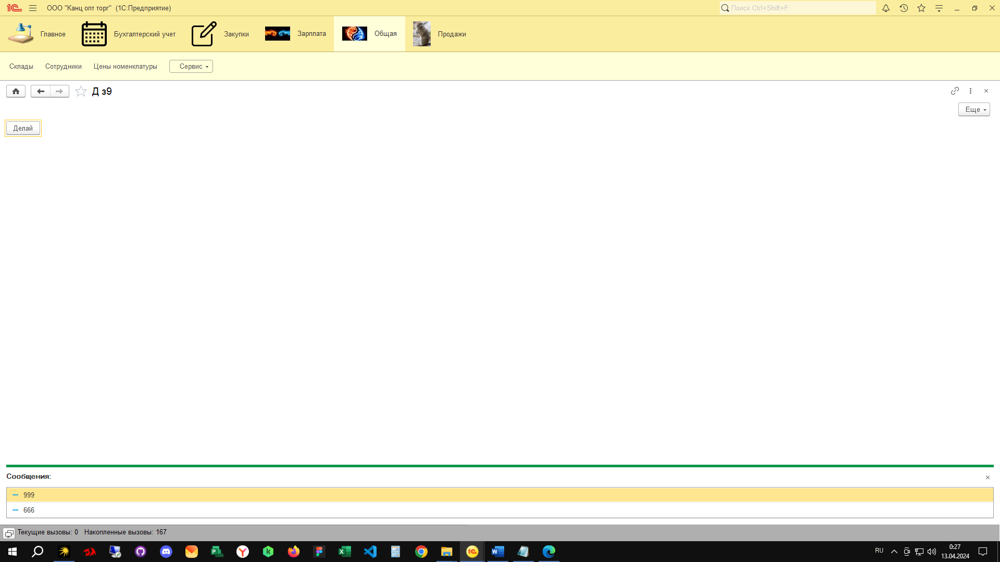 1С ООО "Канц опт торг" (1С:Предприятие) Поиск Ctrl+Shift+F
Главное Бухгалтерский учет Закупки Зарплата Общая Продажи
Склады Сотрудники Цены номенклатуры Сервис
Д з9
Еще
Делай
Сообщения:
999
666
Текущие вызовы: 0 Накопленные вызовы: 167
RU 0:27
13.04.2024